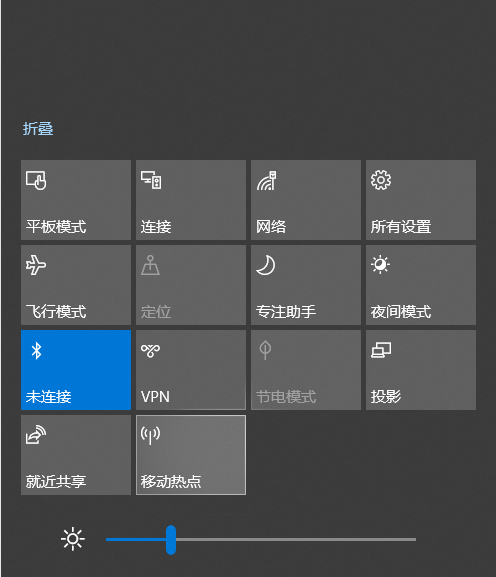 折叠
平板模式
连接
网络
所有设置
飞行模式
定位
专注助手
夜间模式
未连接
VPN
节电模式
投影
就近共享
移动热点